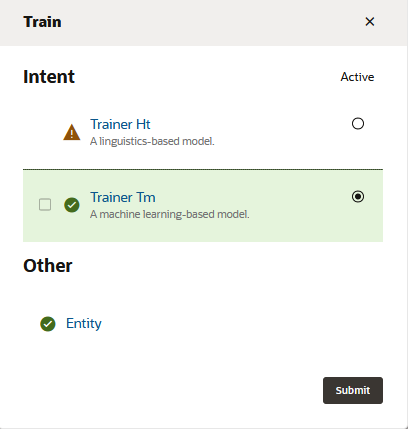 Train
Intent
Active
Trainer Ht
A linguistics-based model.
Trainer Tm
A machine learning-based model.
Other
Entity
Submit